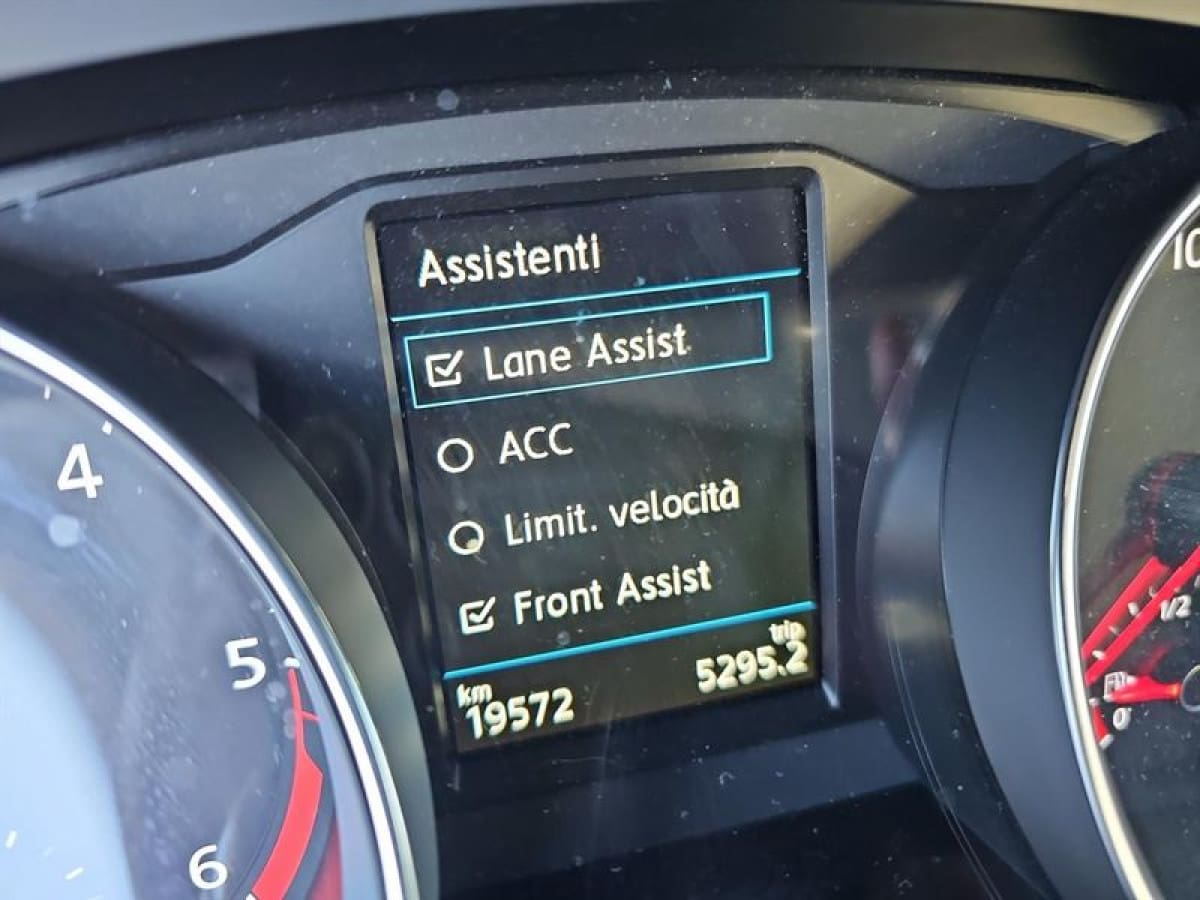 Assistenti
Lane Assist
ACC
Limit. velocità
Front Assist
km
19572
trip
5295.2
4
5
6
1/2
0